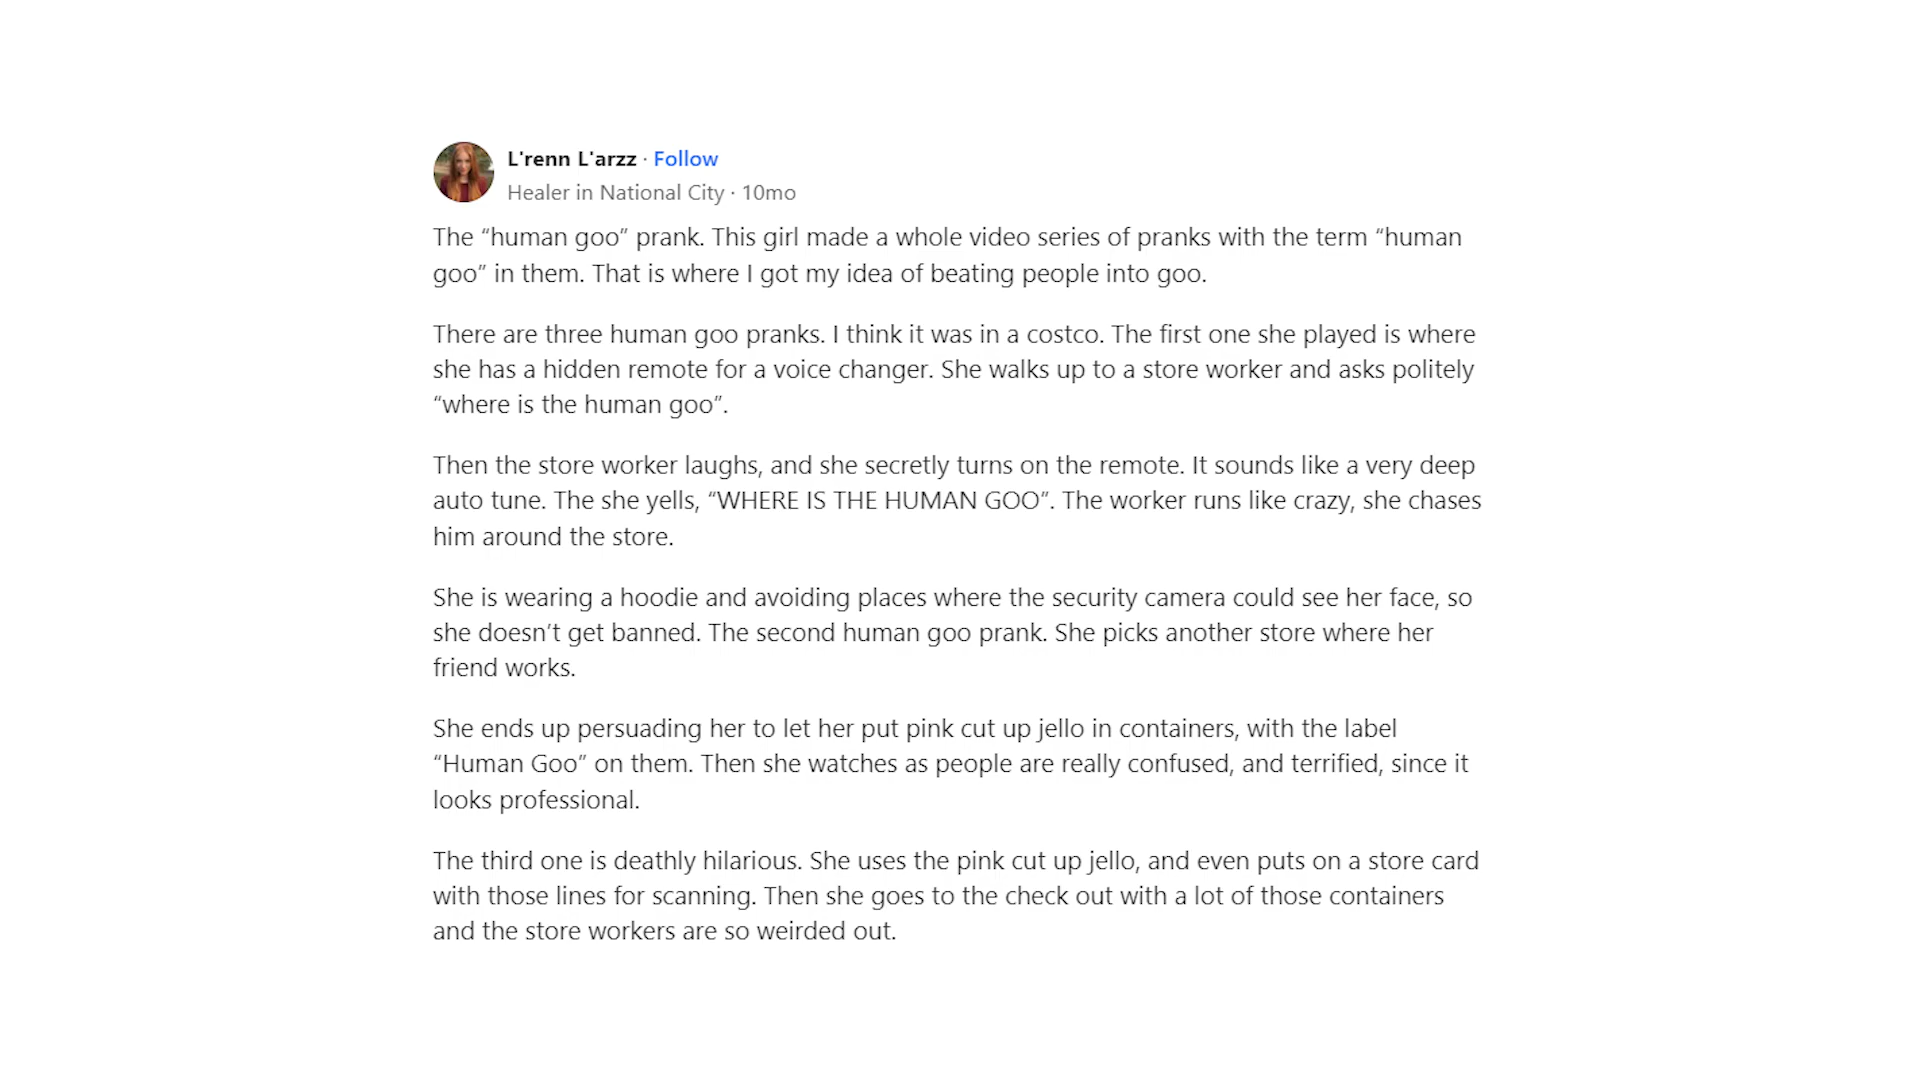 L'renn L'arzz · Follow
Healer in National City · 10mo
The “human goo” prank. This girl made a whole video series of pranks with the term “human
goo” in them. That is where I got my idea of beating people into goo.
There are three human goo pranks. I think it was in a costco. The first one she played is where
she has a hidden remote for a voice changer. She walks up to a store worker and asks politely
“where is the human goo”.
Then the store worker laughs, and she secretly turns on the remote. It sounds like a very deep
auto tune. The she yells, “WHERE IS THE HUMAN GOO”. The worker runs like crazy, she chases
him around the store.
She is wearing a hoodie and avoiding places where the security camera could see her face, so
she doesn’t get banned. The second human goo prank. She picks another store where her
friend works.
She ends up persuading her to let her put pink cut up jello in containers, with the label
“Human Goo” on them. Then she watches as people are really confused, and terrified, since it
looks professional.
The third one is deathly hilarious. She uses the pink cut up jello, and even puts on a store card
with those lines for scanning. Then she goes to the check out with a lot of those containers
and the store workers are so weirded out.